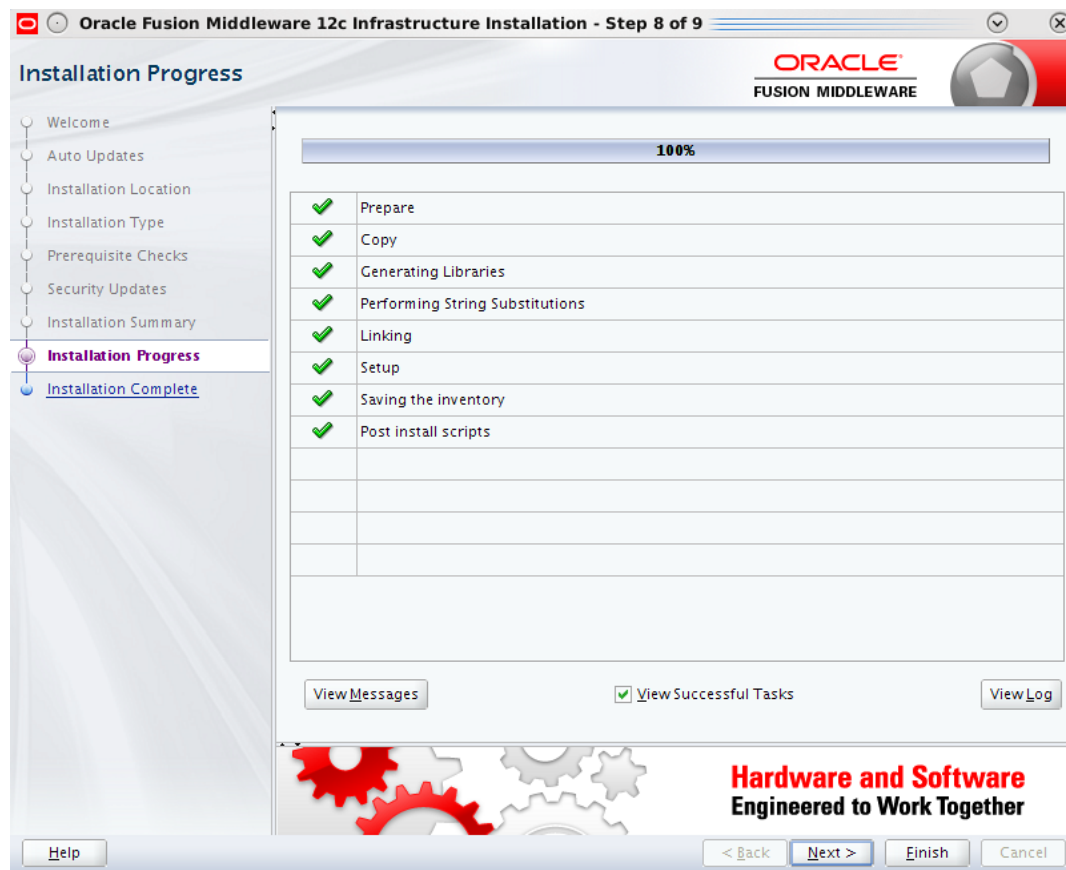 Oracle Fusion Middleware 12c Infrastructure Installation - Step 8 of 9
Installation Progress
ORACLE
FUSION MIDDLEWARE
Welcome
Auto Updates
Installation Location
Installation Type
Prerequisite Checks
Security Updates
Installation Summary
Installation Progress
Installation Complete
100%
Prepare
Copy
Generating Libraries
Performing String Substitutions
Linking
Setup
Saving the inventory
Post install scripts
View Messages
View Successful Tasks
View Log
Hardware and Software
Engineered to Work Together
Help
< Back
Next >
Finish
Cancel